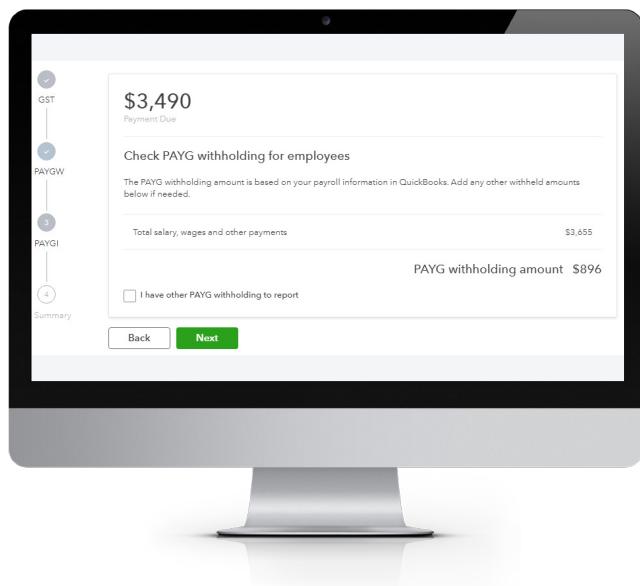 GST
PAYGW
3
PAYGI
4
Summary
$3,490
Payment Due
Check PAYG withholding for employees
The PAYG withholding amount is based on your payroll information in QuickBooks. Add any other withheld amounts
below if needed.
Total salary, wages and other payments $3,655
PAYG withholding amount $896
I have other PAYG withholding to report
Back Next